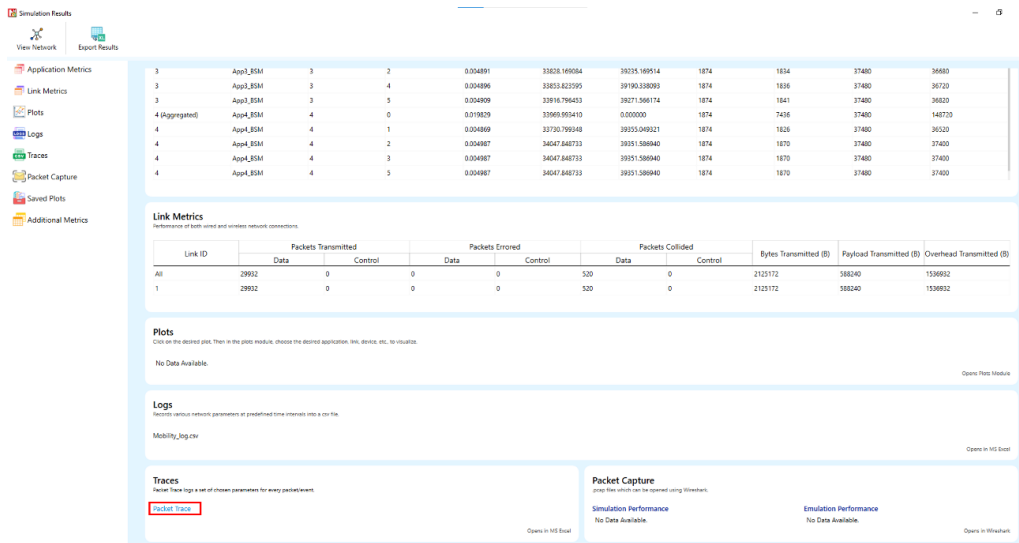 Simulation Results
View Network
Export Results
Application Metrics
Link Metrics
Plots
Logs
Traces
Packet Capture
Saved Plots
Additional Metrics
3 App3_BSM 3 2 0.004891 33828.169084 39235.169514 1874 1834 37480 36680
3 App3_BSM 3 4 0.004896 33853.823595 39190.338093 1874 1836 37480 36720
3 App3_BSM 3 5 0.004909 33916.796453 39271.566174 1874 1841 37480 36820
4 (Aggregated) App4_BSM 4 0 0.019829 33969.993410 0.000000 1874 7436 37480 148720
4 App4_BSM 4 1 0.004869 33730.799348 39355.049321 1874 1826 37480 36520
4 App4_BSM 4 2 0.004987 34047.848733 39351.586940 1874 1870 37480 37400
4 App4_BSM 4 3 0.004987 34047.848733 39351.586940 1874 1870 37480 37400
4 App4_BSM 4 5 0.004987 34047.848733 39351.586940 1874 1870 37480 37400
Link Metrics
Performance of both wired and wireless network connections.
Link ID Packets Transmitted Packets Errored Packets Collided Bytes Transmitted (B) Payload Transmitted (B) Overhead Transmitted (B)
Data Control Data Control Data Control
All 29932 0 0 0 520 0 2125172 588240 1536932
1 29932 0 0 0 520 0 2125172 588240 1536932
Plots
Click on the desired plot. Then in the plots module, choose the desired application, link, device, etc., to visualize.
No Data Available.
Opens Plots Module
Logs
Records various network parameters at predefined time intervals into a csv file.
Mobility_log.csv
Opens in MS Excel
Traces
Packet Trace logs a set of chosen parameters for every packet/event.
Packet Trace
Opens in MS Excel
Packet Capture
.pcap files which can be opened using Wireshark.
Simulation Performance
No Data Available.
Emulation Performance
No Data Available.
Opens in Wireshark